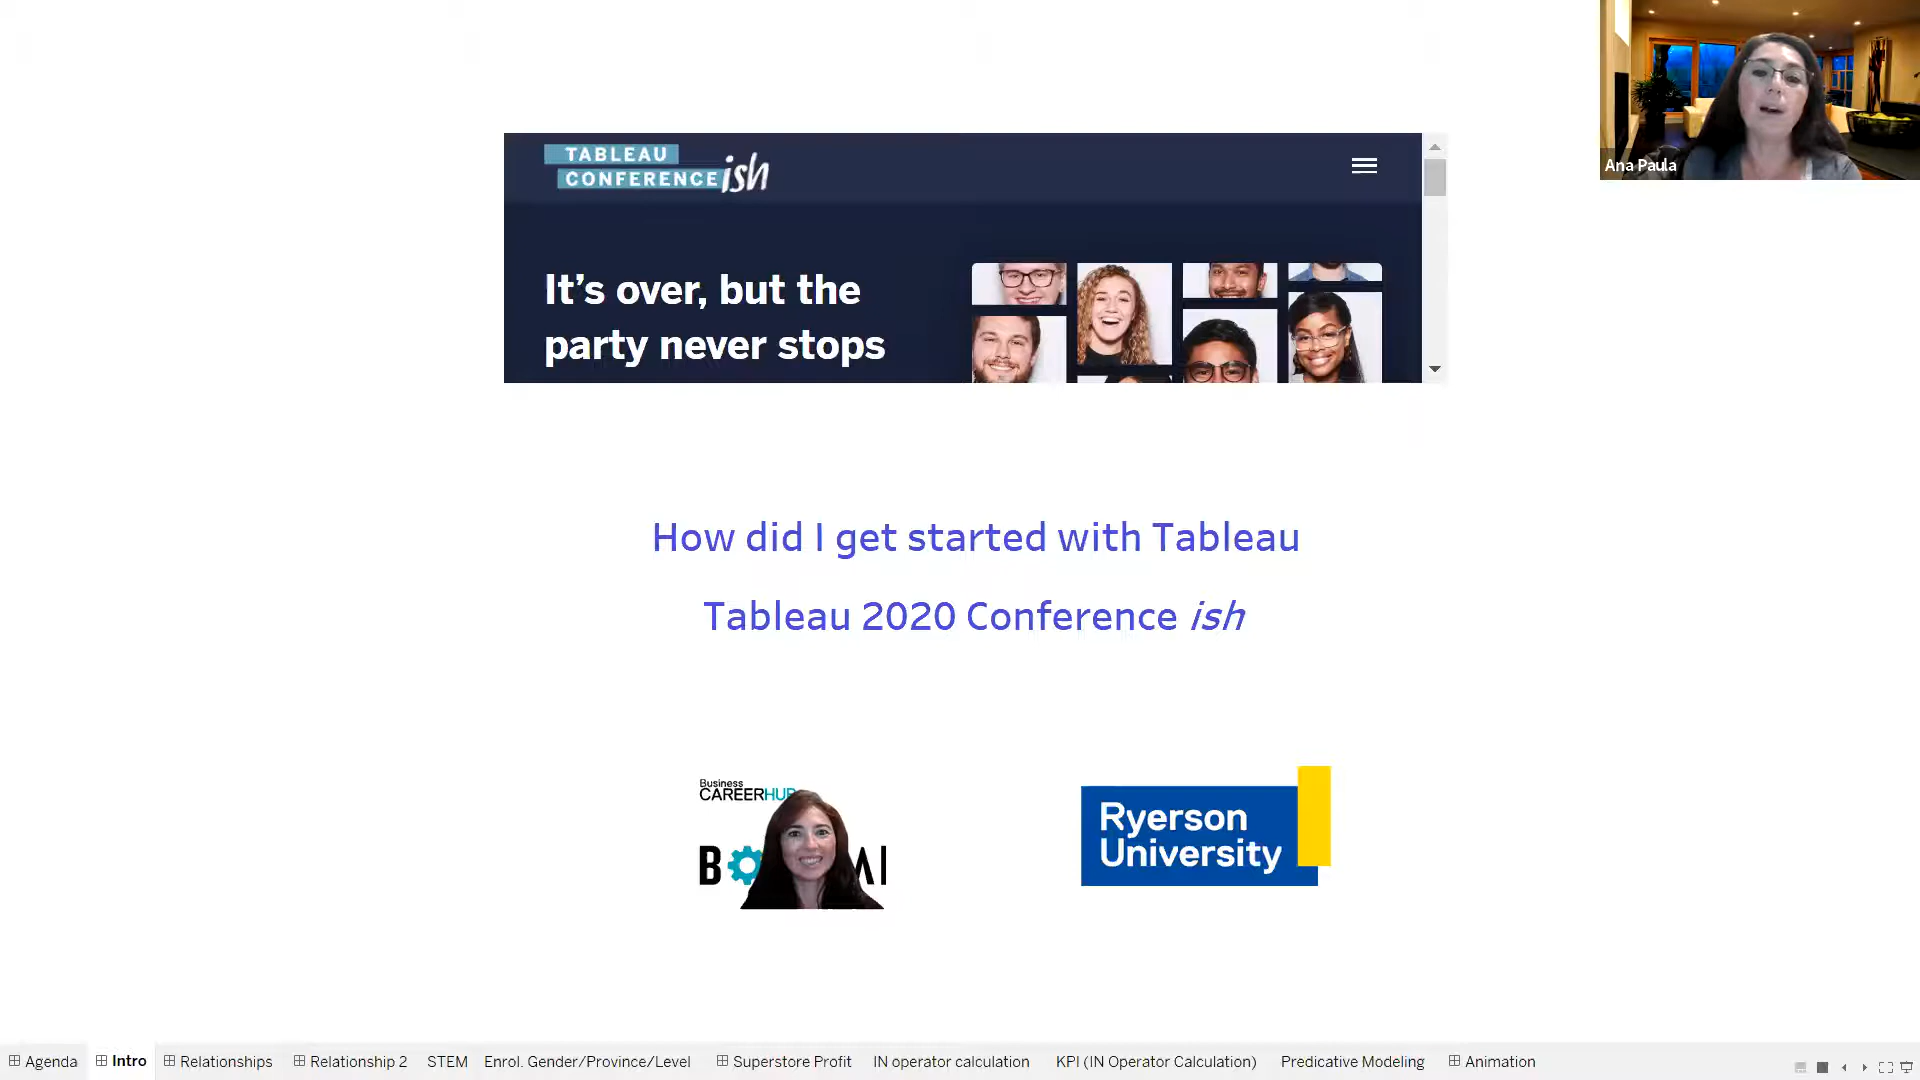 TABLEAU
CONFERENCE ish
It's over, but the
party never stops
Ana Paula
How did I get started with Tableau
Tableau 2020 Conference ish
Business
CAREERHUB
Ryerson
University
Agenda
Intro
Relationships
Relationship 2
STEM
Enrol. Gender/Province/Level
Superstore Profit
IN operator calculation
KPI (IN Operator Calculation)
Predicative Modeling
Animation